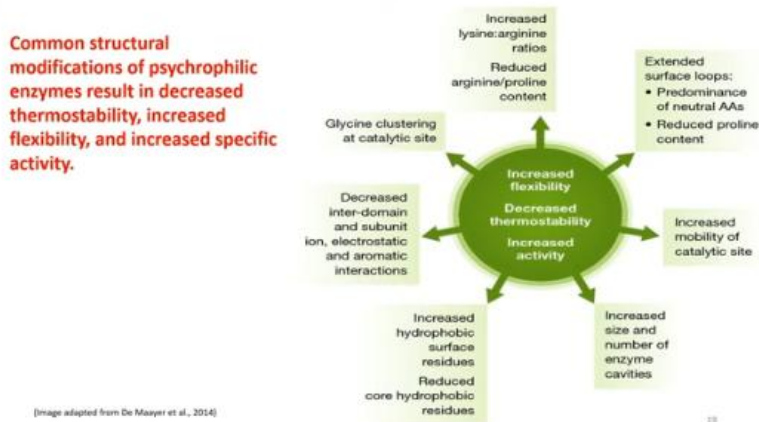 Common structural
modifications of psychrophilic
enzymes result in decreased
thermostability, increased
flexibility, and increased specific
activity.
Increased
lysine:arginine
ratios
Reduced
arginine/proline
content
Extended
surface loops:
• Predominance
of neutral AAs
• Reduced proline
content
Glycine clustering
at catalytic site
Increased
flexibility
Decreased
thermostability
Increased
activity
Decreased
inter-domain
and subunit
ion, electrostatic
and aromatic
interactions
Increased
mobility of
catalytic site
Increased
hydrophobic
surface
residues
Reduced
core hydrophobic
residues
Increased
size and
number of
enzyme
cavities
(Image adapted from De Maayer et al., 2014)